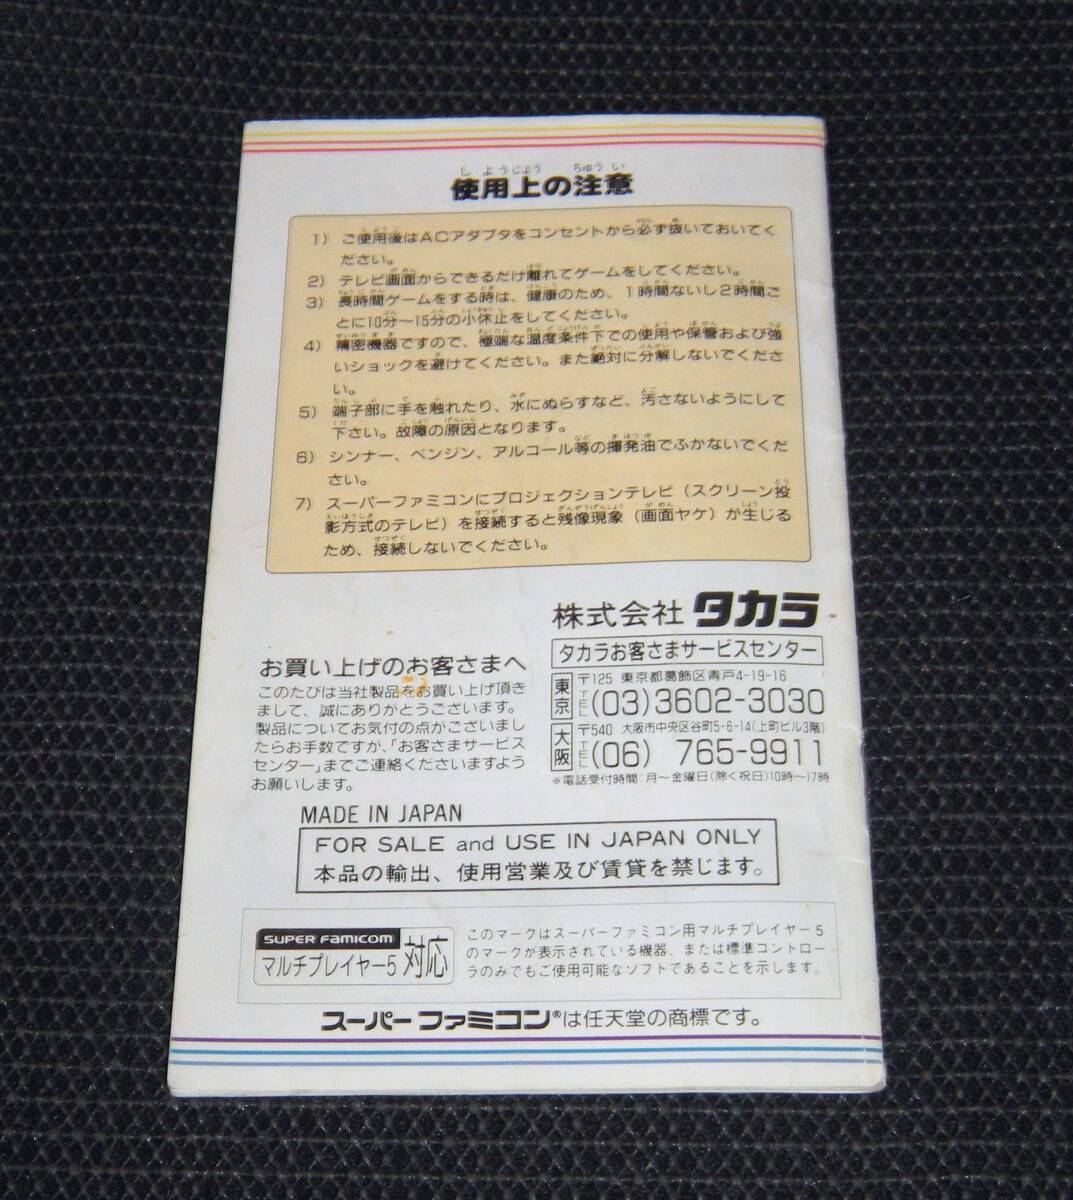 使用上の注意
1) ご使用後はACアダプタをコンセントから必ず抜いておいてく
ださい。
2) テレビ画面からできるだけ離れてゲームをしてください。
3) 長時間ゲームをする時は、健康のため、1時間ないし2時間ご
とに10分〜15分の小休止をしてください。
4) 精密機器ですので、極端な温度条件下での使用や保管および強
いショックを避けてください。また絶対に分解しないでくださ
い。
5) 端子部に手を触れたり、水にぬらすなど、汚さないようにして
下さい。故障の原因となります。
6) シンナー、ベンジン、アルコール等の揮発油でふかないでくだ
さい。
7) スーパーファミコンにプロジェクションテレビ(スクリーン投
影方式のテレビ)を接続すると残像現象(画面ヤケ)が生じる
ため、接続しないでください。
株式会社 タカラ
タカラお客さまサービスセンター
東京 〒125 東京都葛飾区青戸4-19-16
TEL (03)3602-3030
大阪 〒540 大阪市中央区谷町5-6-14(上町ビル3階)
TEL (06) 765-9911
※電話受付時間:月〜金曜日(除く祝日)10時〜17時
お買い上げのお客さまへ
このたびは当社製品をお買い上げ頂き
まして、誠にありがとうございます。
製品についてお気付の点がございまし
たらお手数ですが、「お客さまサービス
センター」までご連絡くださいますよう
お願いします。
MADE IN JAPAN
FOR SALE and USE IN JAPAN ONLY
本品の輸出、使用営業及び賃貸を禁じます。
SUPER FAMICOM
マルチプレイヤー5 対応
このマークはスーパーファミコン用マルチプレイヤー5
のマークが表示されている機器、または標準コントロー
ラのみでもご使用可能なソフトであることを示します。
スーパーファミコン®は任天堂の商標です。